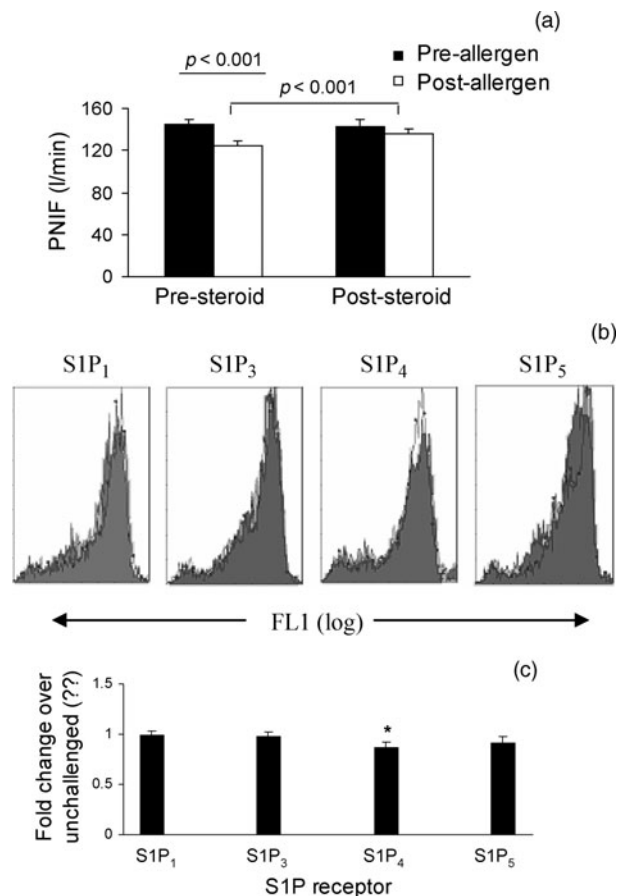 (a)
■ Pre-allergen
□ Post-allergen
p < 0.001
p < 0.001
160
120
80
40
0
PNIF (l/min)
Pre-steroid Post-steroid
(b)
S1P₁ S1P₃ S1P₄ S1P₅
FL1 (log)
(c)
1.5
1
0.5
0
Fold change over
unchallenged (??)
*
S1P₁ S1P₃ S1P₄ S1P₅
S1P receptor